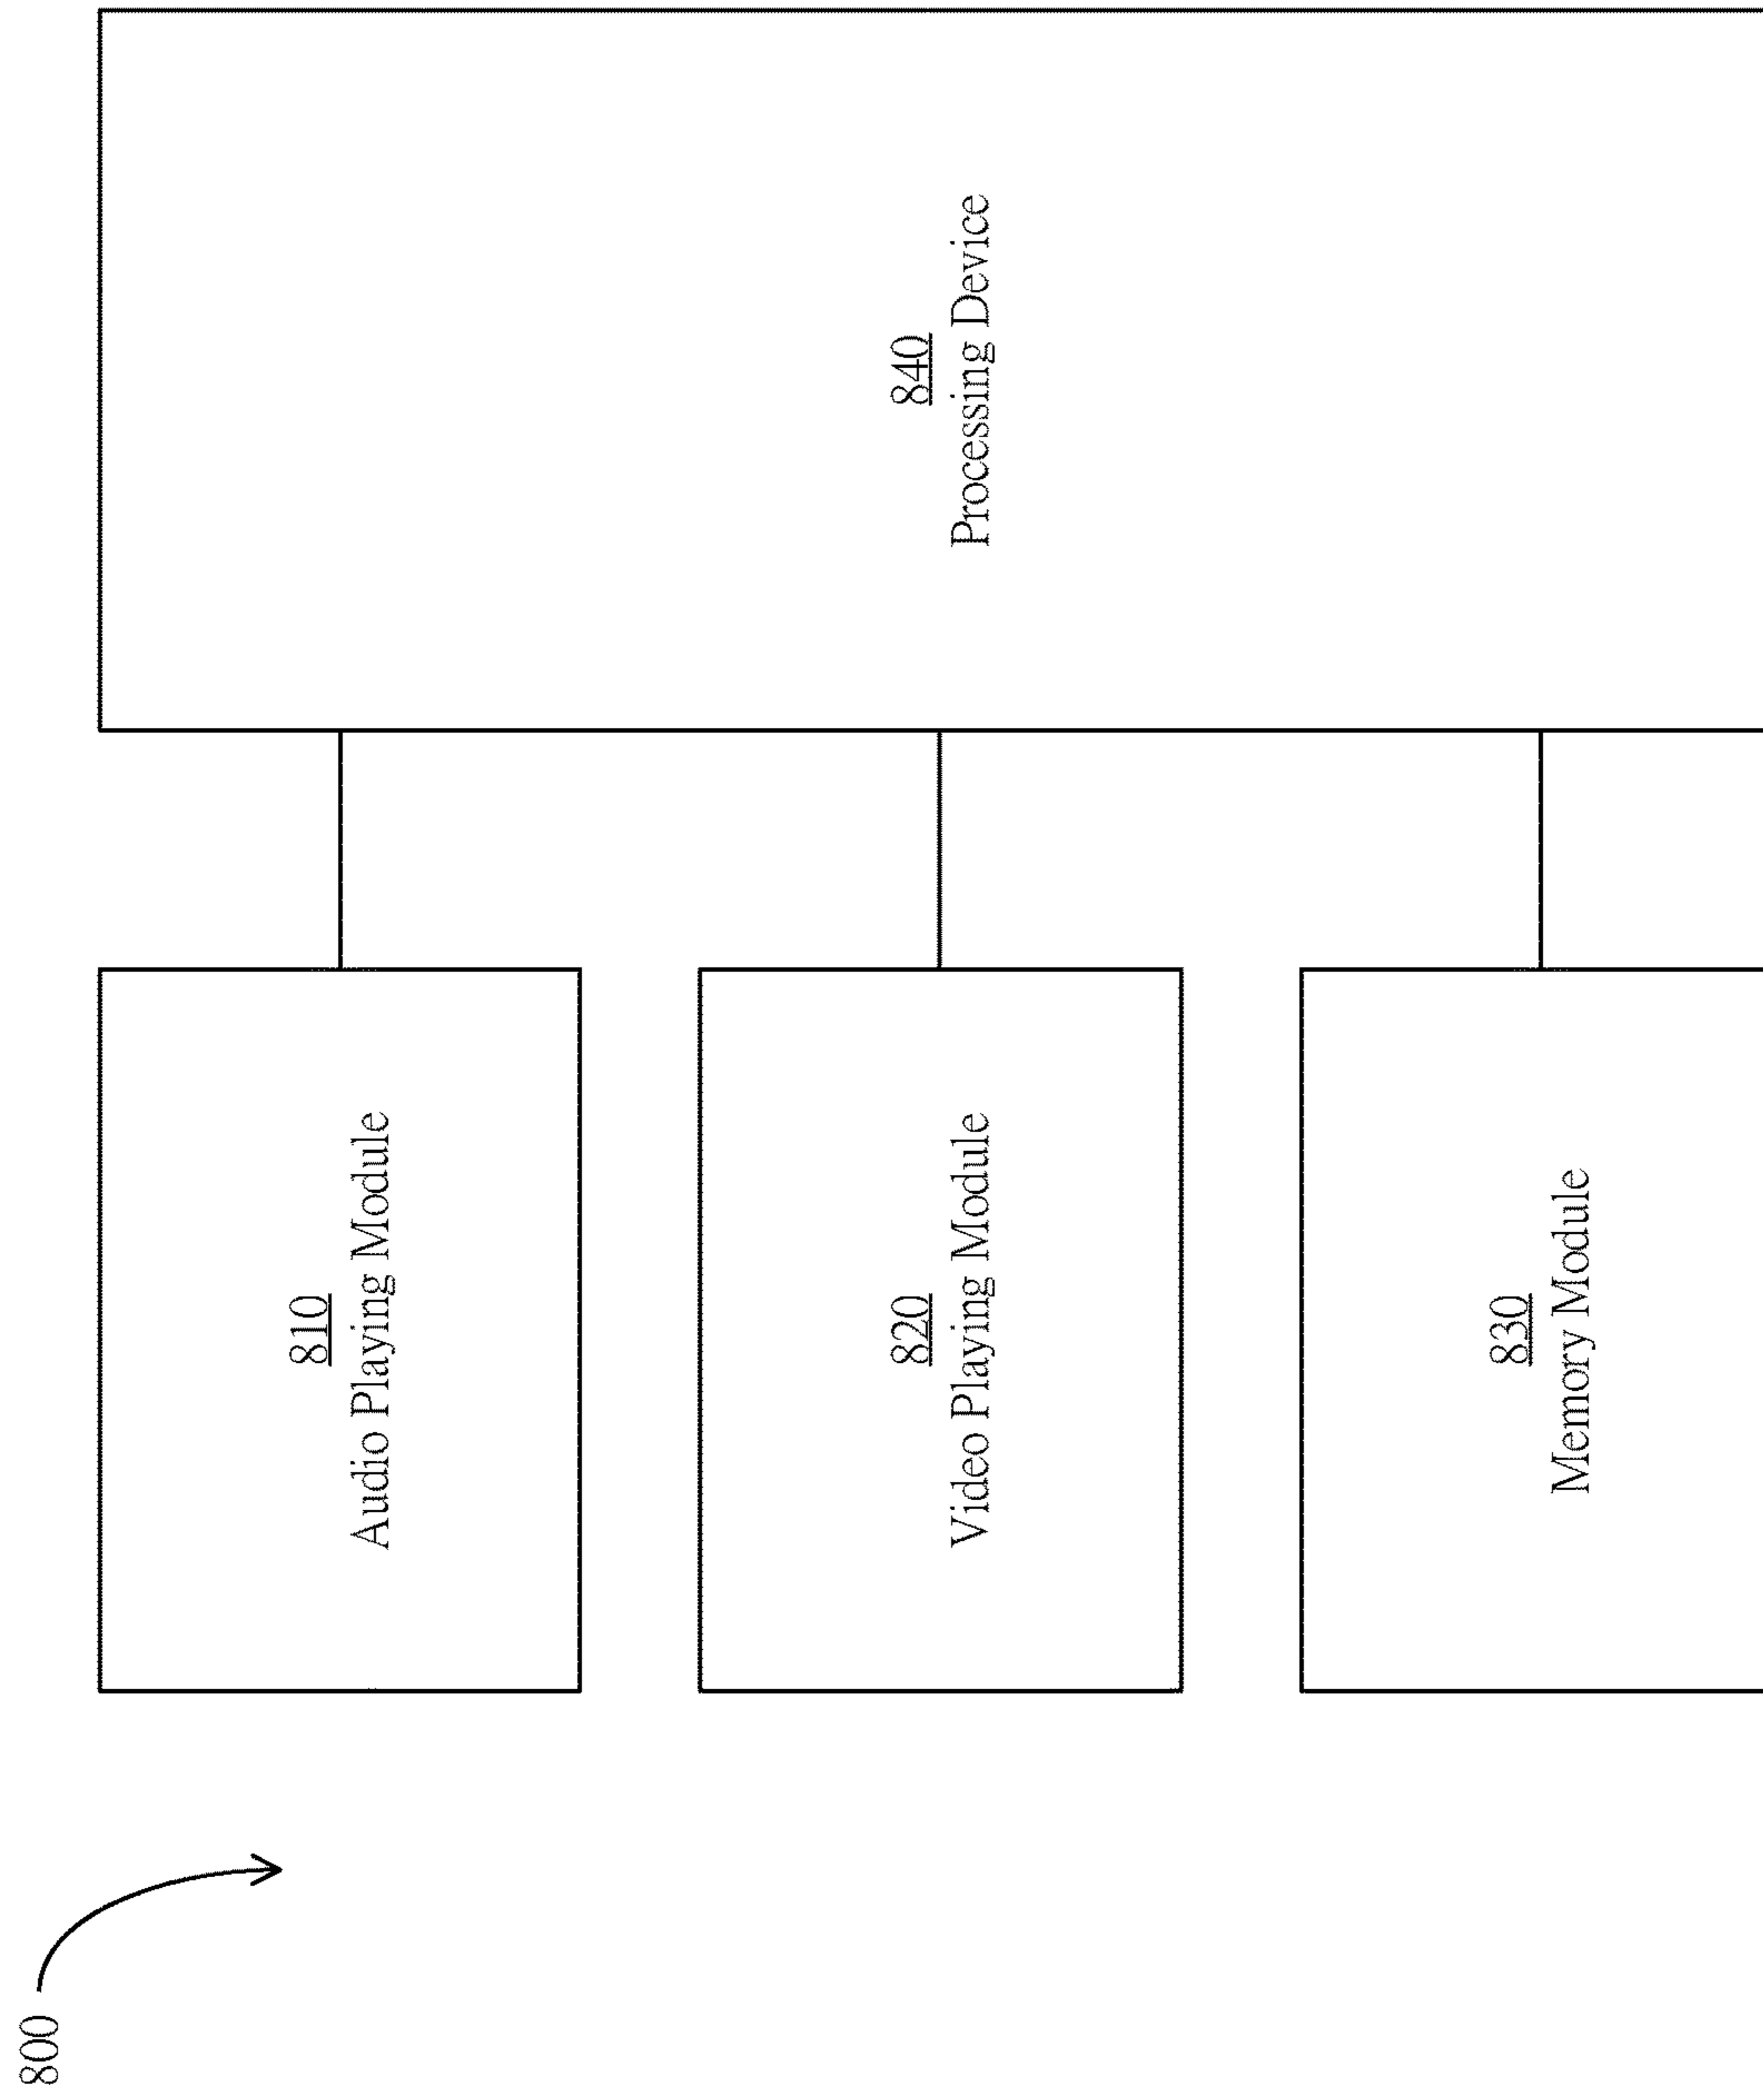 800
810
Audio Playing Module
820
Video Playing Module
830
Memory Module
840
Processing Device